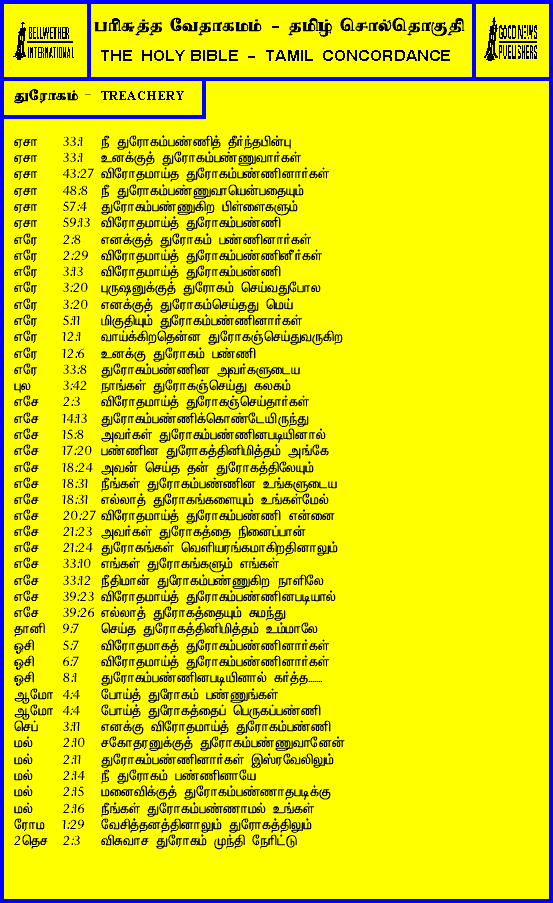 BELLWETHER
INTERNATIONAL
பரிசுத்த வேதாகமம் - தமிழ் சொல்தொகுதி
THE HOLY BIBLE - TAMIL CONCORDANCE
GOOD NEWS
PUBLISHERS
துரோகம் - TREACHERY
ஏசா 33:1 நீ துரோகம்பண்ணித் தீர்ந்தபின்பு
ஏசா 33:1 உனக்குத் துரோகம்பண்ணுவார்கள்
ஏசா 43:27 விரோதமாய்த துரோகம்பண்ணினார்கள்
ஏசா 48:8 நீ துரோகம்பண்ணுவாயென்பதையும்
ஏசா 57:4 துரோகம்பண்ணுகிற பிள்ளைகளும்
ஏசா 59:13 விரோதமாய்த் துரோகம்பண்ணி
எரே 2:8 எனக்குத் துரோகம் பண்ணினார்கள்
எரே 2:29 விரோதமாய்த் துரோகம்பண்ணினீர்கள்
எரே 3:13 விரோதமாய்த் துரோகம்பண்ணி
எரே 3:20 புருஷனுக்குத் துரோகம் செய்வதுபோல
எரே 3:20 எனக்குத் துரோகம்செய்தது மெய்
எரே 5:11 மிகுதியும் துரோகம்பண்ணினார்கள்
எரே 12:1 வாய்க்கிறதென்ன துரோகஞ்செய்துவருகிற
எரே 12:6 உனக்கு துரோகம் பண்ணி
எரே 33:8 துரோகம்பண்ணின அவர்களுடைய
புல 3:42 நாங்கள் துரோகஞ்செய்து கலகம்
எசே 2:3 விரோதமாய்த் துரோகஞ்செய்தார்கள்
எசே 14:13 துரோகம்பண்ணிக்கொண்டேயிருந்து
எசே 15:8 அவர்கள் துரோகம்பண்ணினபடியினால்
எசே 17:20 பண்ணின துரோகத்தினிமித்தம் அங்கே
எசே 18:24 அவன் செய்த தன் துரோகத்திலேயும்
எசே 18:31 நீங்கள் துரோகம்பண்ணின உங்களுடைய
எசே 18:31 எல்லாத் துரோகங்களையும் உங்கள்மேல்
எசே 20:27 விரோதமாய்த் துரோகம்பண்ணி என்னை
எசே 21:23 அவர்கள் துரோகத்தை நினைப்பான்
எசே 21:24 துரோகங்கள் வெளியரங்கமாகிறதினாலும்
எசே 33:10 எங்கள் துரோகங்களும் எங்கள்
எசே 33:12 நீதிமான் துரோகம்பண்ணுகிற நாளிலே
எசே 39:23 விரோதமாய்த் துரோகம்பண்ணினபடியால்
எசே 39:26 எல்லாத் துரோகத்தையும் சுமந்து
தானி 9:7 செய்த துரோகத்தினிமித்தம் உம்மாலே
ஓசி 5:7 விரோதமாகத் துரோகம்பண்ணினார்கள்
ஓசி 6:7 விரோதமாய்த் துரோகம்பண்ணினார்கள்
ஓசி 8:1 துரோகம்பண்ணினபடியினால் கர்த்த.......
ஆமோ 4:4 போய்த் துரோகம் பண்ணுங்கள்
ஆமோ 4:4 போய்த் துரோகத்தைப் பெருகப்பண்ணி
செப் 3:11 எனக்கு விரோதமாய்த் துரோகம்பண்ணி
மல் 2:10 சகோதரனுக்குத் துரோகம்பண்ணுவானேன்
மல் 2:11 துரோகம்பண்ணினார்கள் இஸ்ரவேலிலும்
மல் 2:14 நீ துரோகம் பண்ணினாயே
மல் 2:15 மனைவிக்குத் துரோகம்பண்ணாதபடிக்கு
மல் 2:16 நீங்கள் துரோகம்பண்ணாமல் உங்கள்
ரோம 1:29 வேசித்தனத்தினாலும் துரோகத்திலும்
2தெச 2:3 விசுவாச துரோகம் முந்தி நேரிட்டு